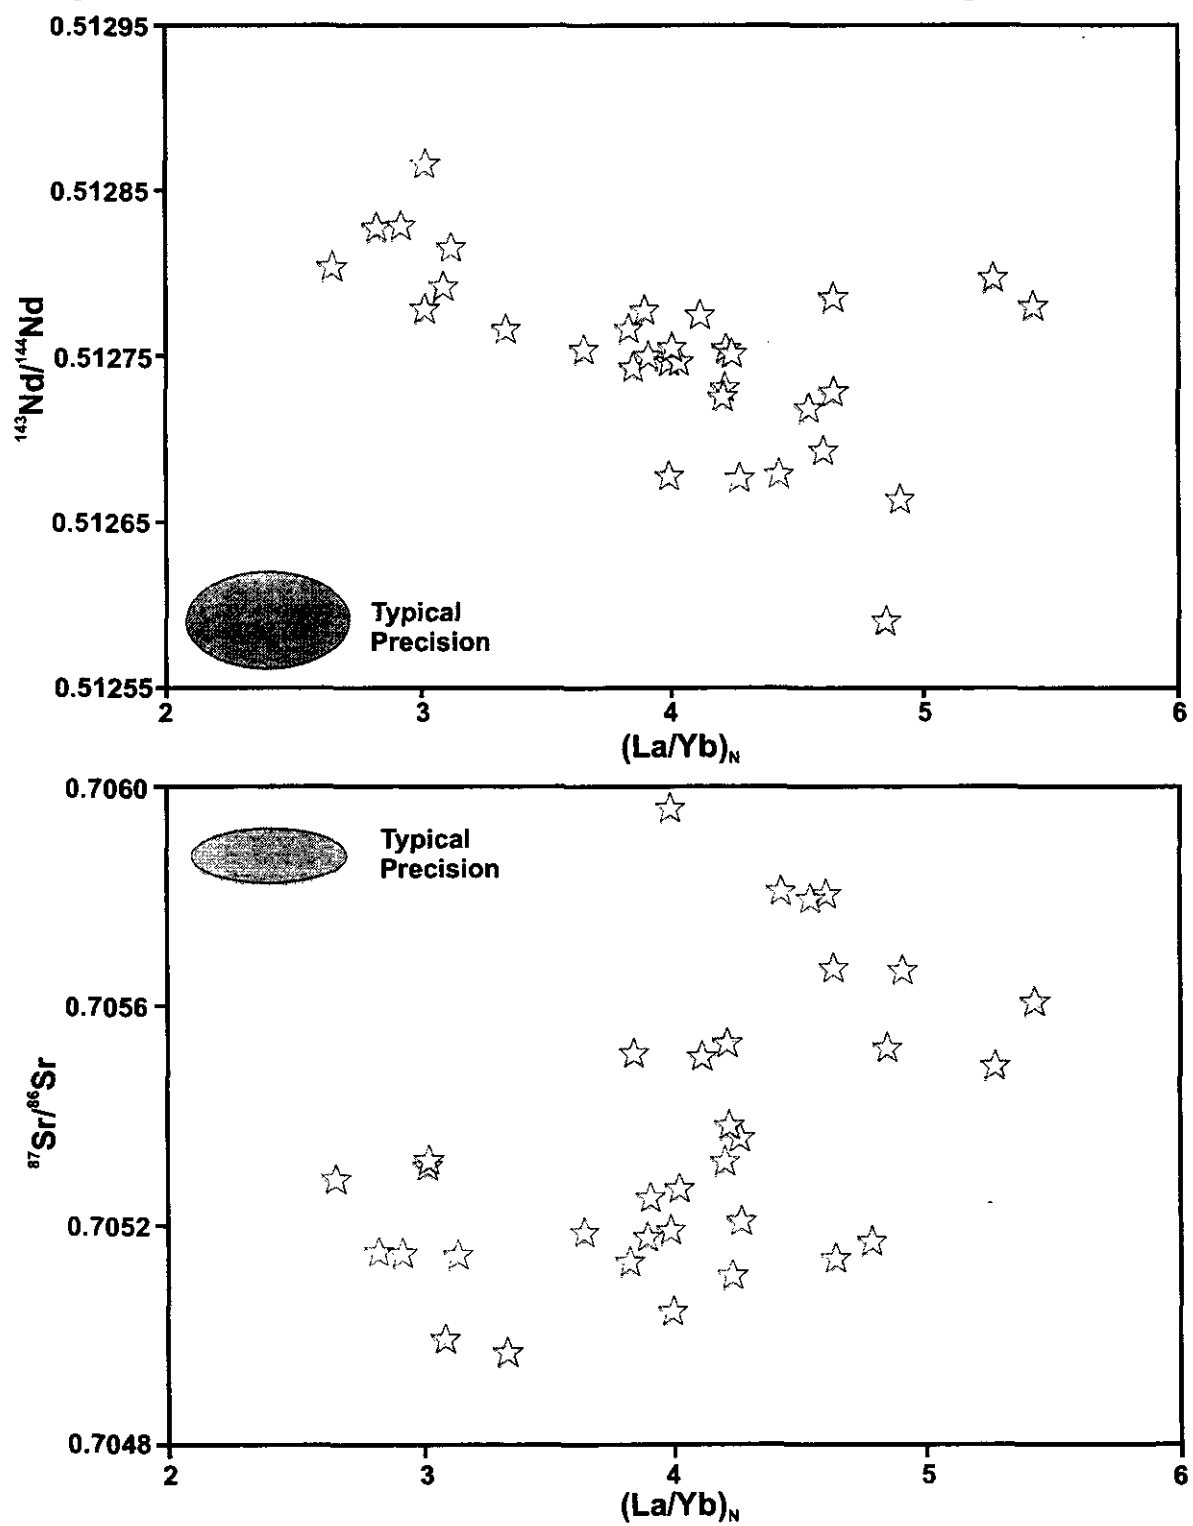 0.51295
0.51285
0.51275
0.51265
0.51255
143Nd/144Nd
Typical
Precision
2 3 4 5 6
(La/Yb)N
0.7060
0.7056
0.7052
0.7048
87Sr/86Sr
Typical
Precision
2 3 4 5 6
(La/Yb)N